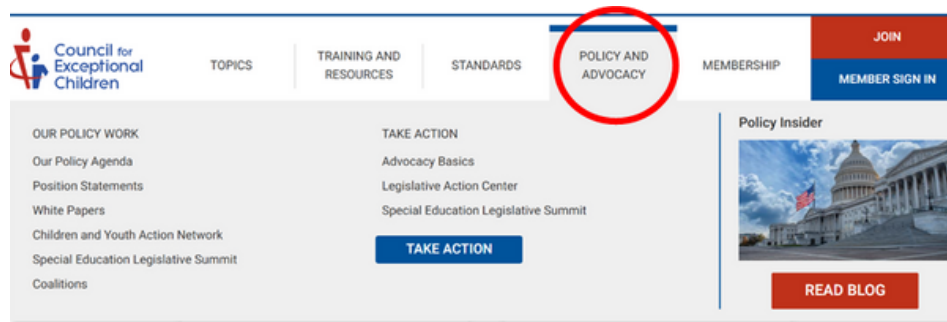 Council for
Exceptional
Children
TOPICS
TRAINING AND
RESOURCES
STANDARDS
POLICY AND
ADVOCACY
MEMBERSHIP
JOIN
MEMBER SIGN IN
OUR POLICY WORK
Our Policy Agenda
Position Statements
White Papers
Children and Youth Action Network
Special Education Legislative Summit
Coalitions
TAKE ACTION
Advocacy Basics
Legislative Action Center
Special Education Legislative Summit
TAKE ACTION
Policy Insider
READ BLOG